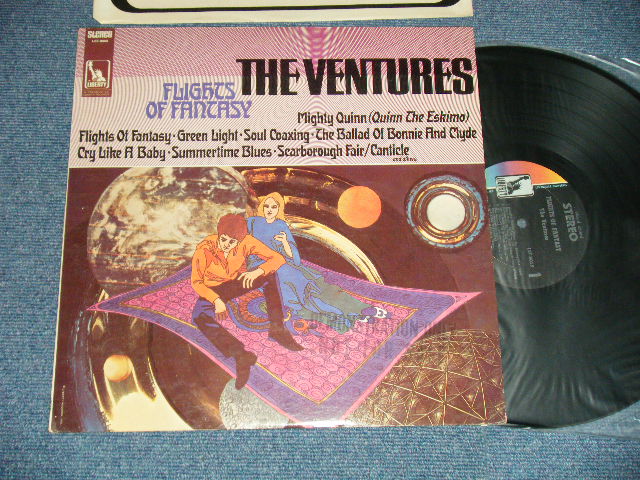 STEREO
LIBERTY
FLIGHTS OF FANTASY
THE VENTURES
Mighty Quinn (Quinn The Eskimo)
Flights Of Fantasy · Green Light · Soul Coaxing · The Ballad Of Bonnie And Clyde
Cry Like A Baby · Summertime Blues · Scarborough Fair/Canticle
DEMONSTRATION
STEREO
FLIGHTS OF FANTASY
The Ventures